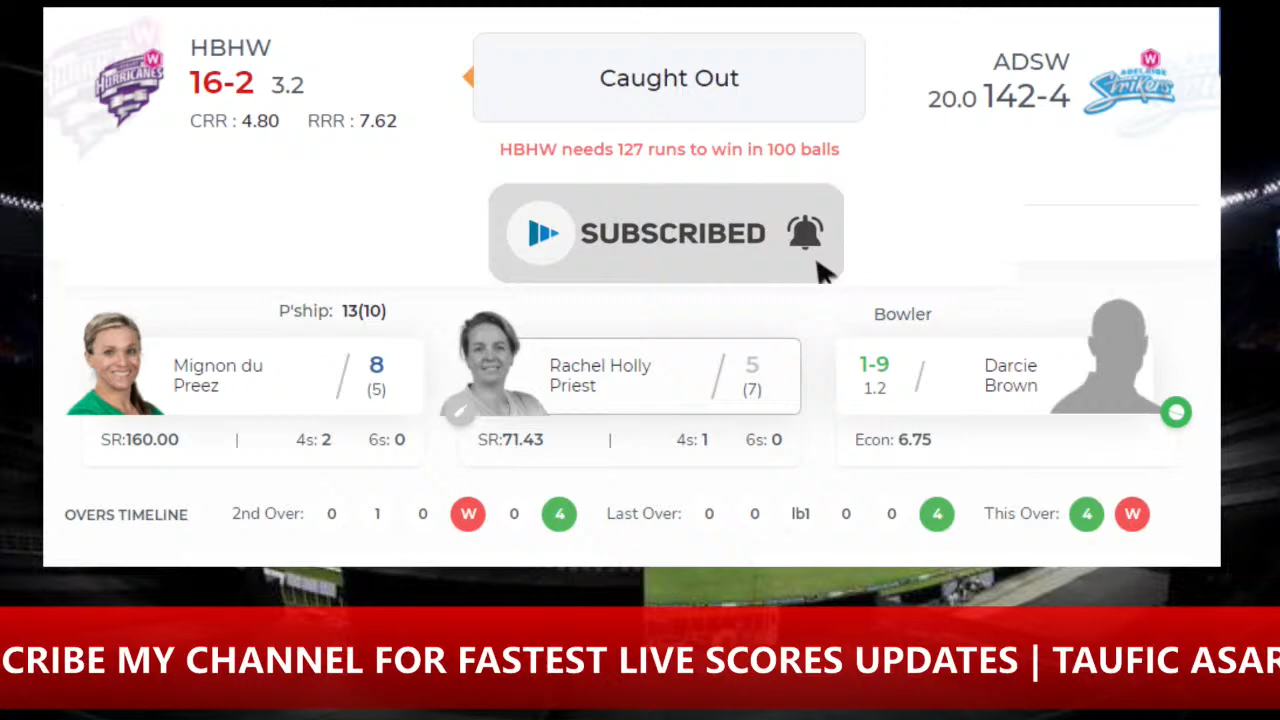 HBHW
16-2 3.2
CRR : 4.80 RRR : 7.62
HURRICANES
W
Caught Out
HBHW needs 127 runs to win in 100 balls
ADSW
20.0 142-4
W
ADELAIDE
Strikers
SUBSCRIBED
P'ship: 13(10)
Mignon du
Preez
8
(5)
SR:160.00 | 4s: 2 6s: 0
Rachel Holly
Priest
5
(7)
SR:71.43 | 4s: 1 6s: 0
Bowler
1-9
1.2
Darcie
Brown
Econ: 6.75
OVERS TIMELINE 2nd Over: 0 1 0 W 0 4 Last Over: 0 0 lb1 0 0 4 This Over: 4 W
CRIBE MY CHANNEL FOR FASTEST LIVE SCORES UPDATES | TAUFIC ASAR